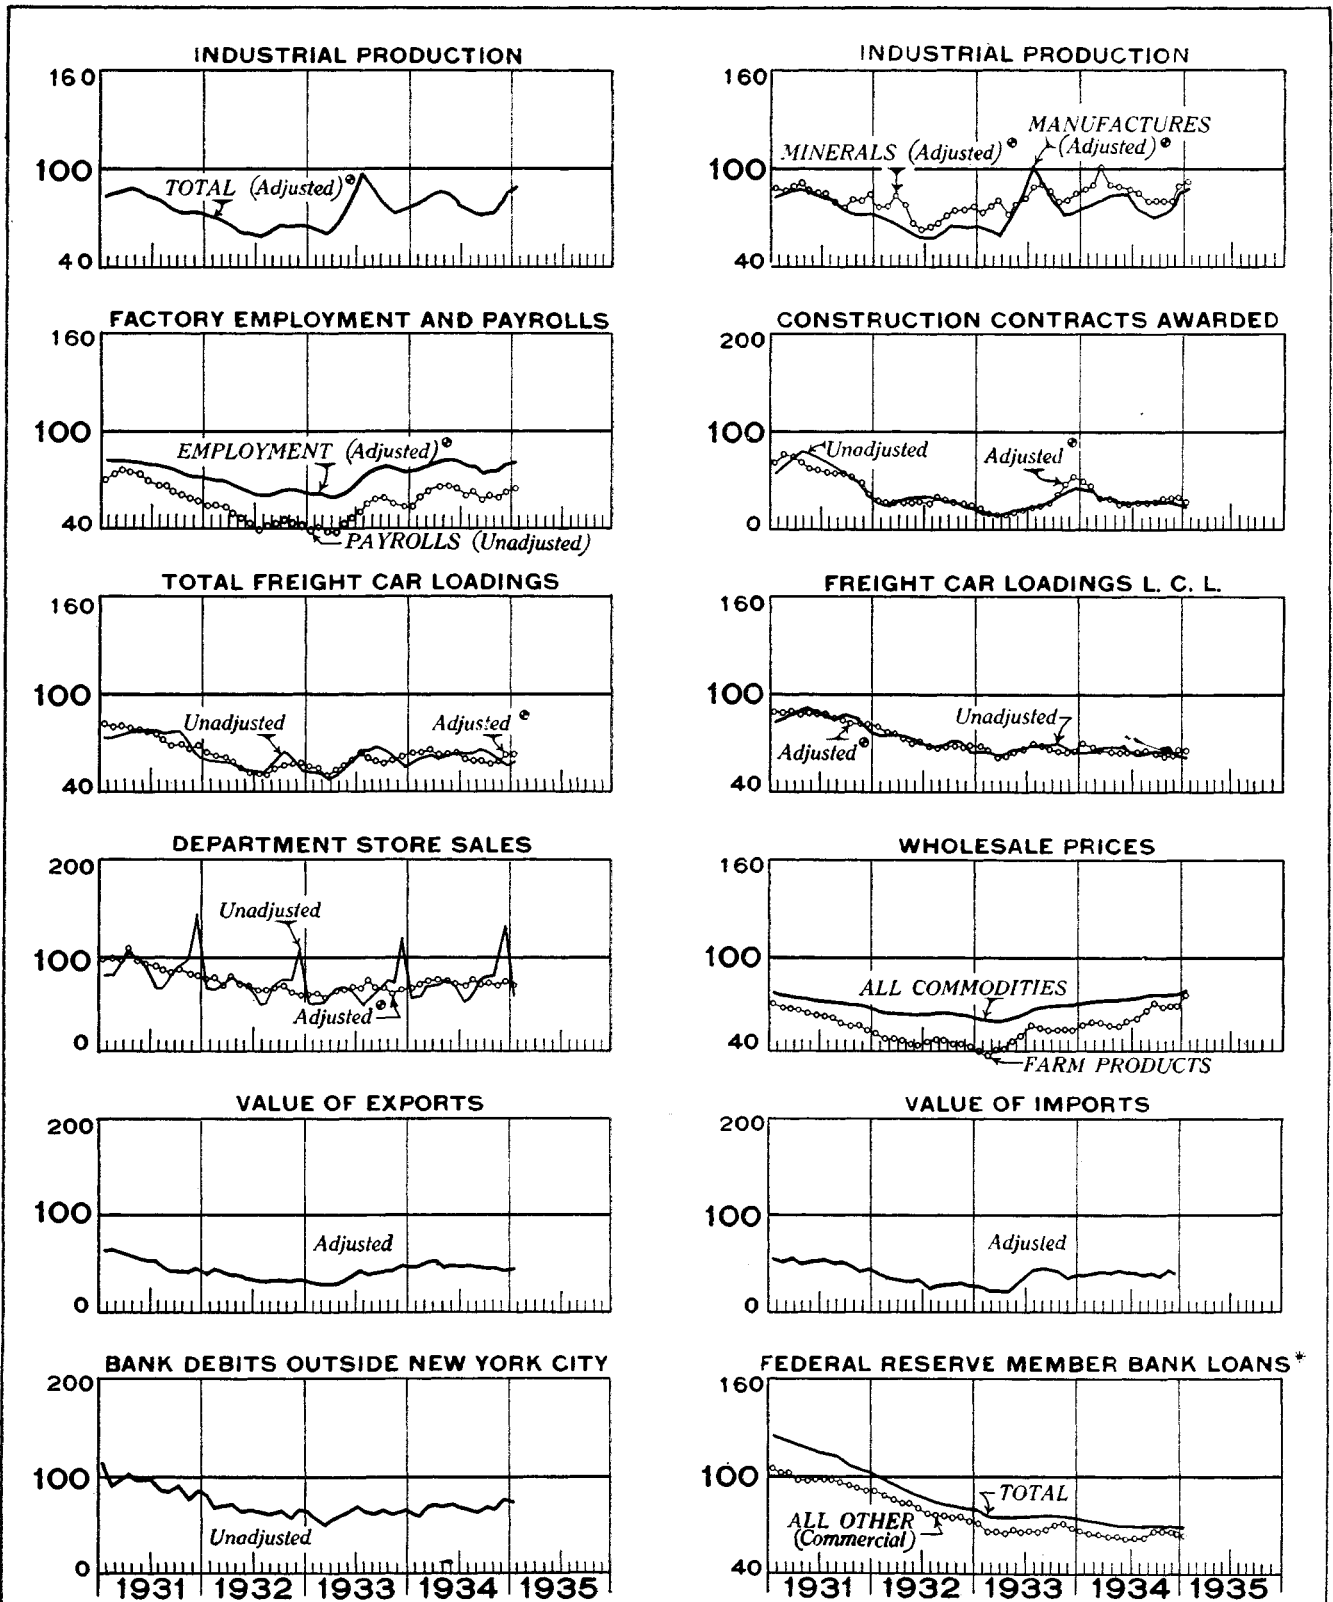 INDUSTRIAL PRODUCTION
160
100
40
TOTAL (Adjusted)
INDUSTRIAL PRODUCTION
160
100
40
MINERALS (Adjusted)
MANUFACTURES
(Adjusted)
FACTORY EMPLOYMENT AND PAYROLLS
160
100
40
EMPLOYMENT (Adjusted)
PAYROLLS (Unadjusted)
CONSTRUCTION CONTRACTS AWARDED
200
100
0
Unadjusted
Adjusted
TOTAL FREIGHT CAR LOADINGS
160
100
40
Unadjusted
Adjusted
FREIGHT CAR LOADINGS L. C. L.
160
100
40
Unadjusted
Adjusted
DEPARTMENT STORE SALES
200
100
0
Unadjusted
Adjusted
WHOLESALE PRICES
160
100
40
ALL COMMODITIES
FARM PRODUCTS
VALUE OF EXPORTS
200
100
0
Adjusted
VALUE OF IMPORTS
200
100
0
Adjusted
BANK DEBITS OUTSIDE NEW YORK CITY
200
100
0
Unadjusted
1931 1932 1933 1934 1935
FEDERAL RESERVE MEMBER BANK LOANS*
160
100
40
TOTAL
ALL OTHER
(Commercial)
1931 1932 1933 1934 1935